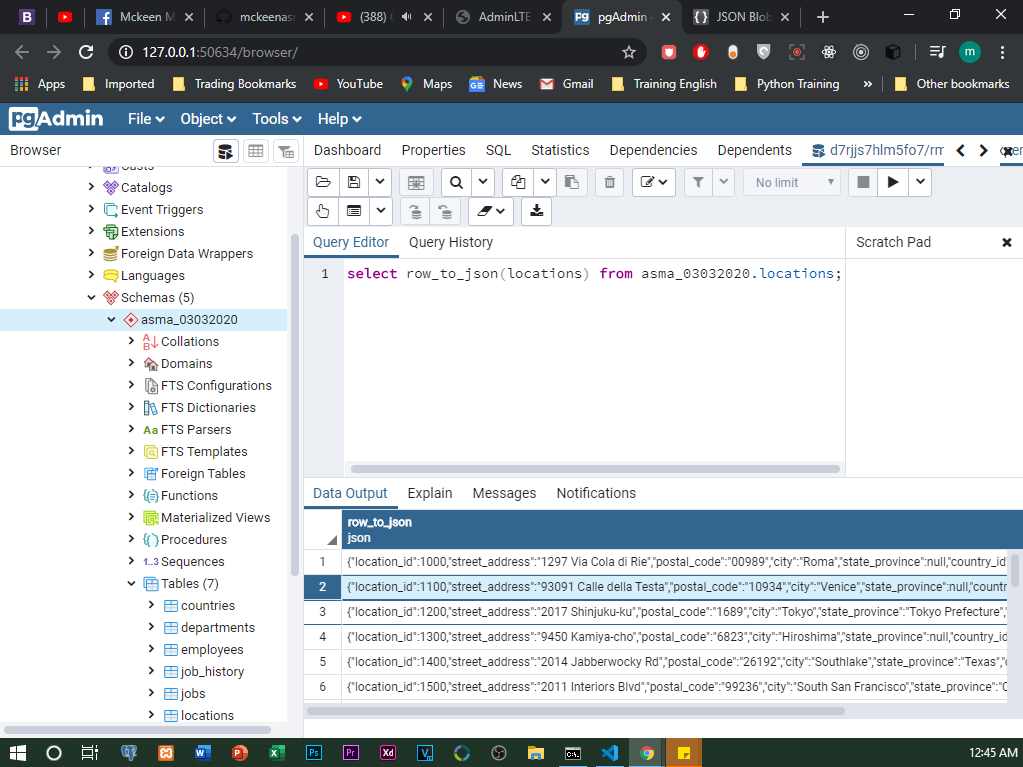 Mckeen M
mckeenasr
(388)
AdminLTE
pgAdmin
JSON Blob
127.0.0.1:50634/browser/
m
Apps
Imported
Trading Bookmarks
YouTube
Maps
News
Gmail
Training English
Python Training
»
Other bookmarks
pgAdmin
File
Object
Tools
Help
Browser
Dashboard
Properties
SQL
Statistics
Dependencies
Dependents
d7rjjs7hlm5fo7/rm
Catalogs
Event Triggers
Extensions
Foreign Data Wrappers
Languages
Schemas (5)
asma_03032020
Collations
Domains
FTS Configurations
FTS Dictionaries
FTS Parsers
FTS Templates
Foreign Tables
Functions
Materialized Views
Procedures
Sequences
Tables (7)
countries
departments
employees
job_history
jobs
locations
No limit
Query Editor
Query History
Scratch Pad
1 select row_to_json(locations) from asma_03032020.locations;
Data Output
Explain
Messages
Notifications
row_to_json
json
1 {"location_id":1000,"street_address":"1297 Via Cola di Rie","postal_code":"00989","city":"Roma","state_province":null,"country_id
2 {"location_id":1100,"street_address":"93091 Calle della Testa","postal_code":"10934","city":"Venice","state_province":null,"countr
3 {"location_id":1200,"street_address":"2017 Shinjuku-ku","postal_code":"1689","city":"Tokyo","state_province":"Tokyo Prefecture",
4 {"location_id":1300,"street_address":"9450 Kamiya-cho","postal_code":"6823","city":"Hiroshima","state_province":null,"country_id
5 {"location_id":1400,"street_address":"2014 Jabberwocky Rd","postal_code":"26192","city":"Southlake","state_province":"Texas","c
6 {"location_id":1500,"street_address":"2011 Interiors Blvd","postal_code":"99236","city":"South San Francisco","state_province":"C
12:45 AM